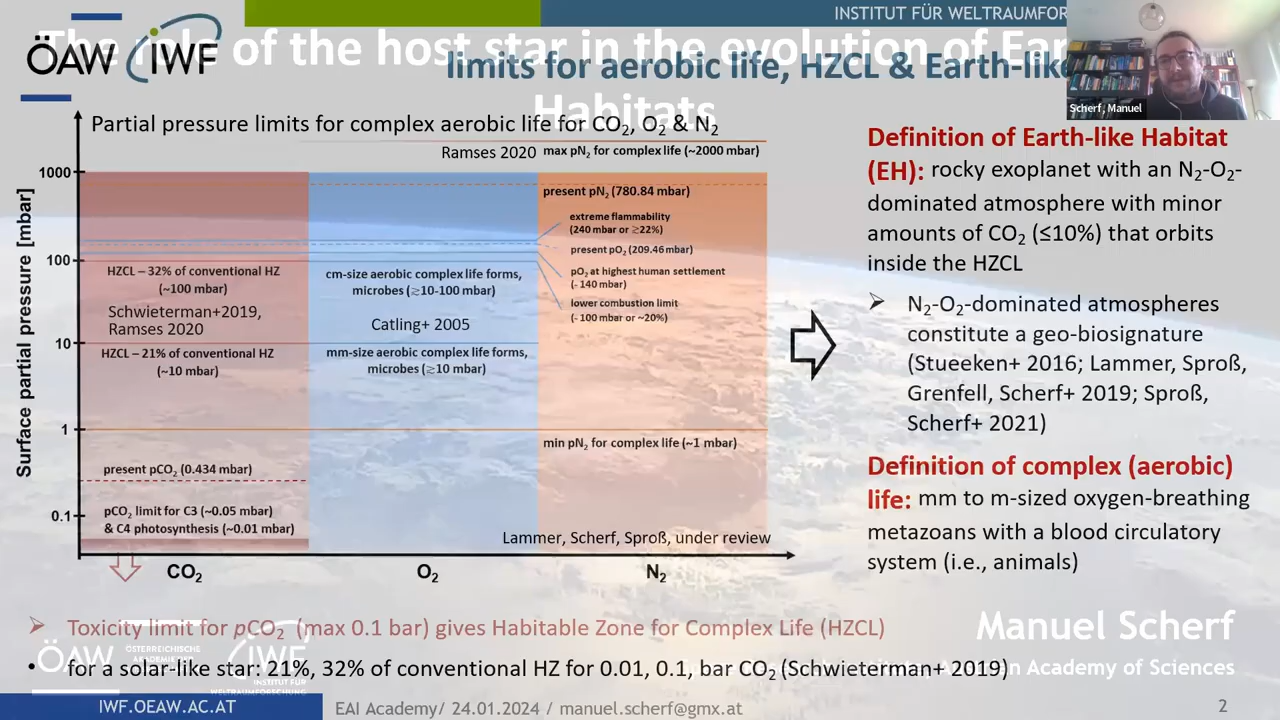 INSTITUT FÜR WELTRAUMFOR
ÖAW IWF
The role of the host star in the evolution of Ear
limits for aerobic life, HZCL & Earth-like
Habitats
Scherf, Manuel
Partial pressure limits for complex aerobic life for CO₂, O₂ & N₂
Ramses 2020 max pN₂ for complex life (~2000 mbar)
Surface partial pressure [mbar]
1000
100
10
1
0.1
present pN₂ (780.84 mbar)
extreme flammability
(240 mbar or ≳22%)
present pO₂ (209.46 mbar)
pO₂ at highest human settlement
(- 140 mbar)
lower combustion limit
(- 100 mbar or ~20%)
HZCL – 32% of conventional HZ
(~100 mbar)
Schwieterman+2019,
Ramses 2020
HZCL – 21% of conventional HZ
(~10 mbar)
cm-size aerobic complex life forms,
microbes (≳10-100 mbar)
Catling+ 2005
mm-size aerobic complex life forms,
microbes (≳10 mbar)
min pN₂ for complex life (~1 mbar)
present pCO₂ (0.434 mbar)
pCO₂ limit for C3 (~0.05 mbar)
& C4 photosynthesis (~0.01 mbar)
Lammer, Scherf, Sproß, under review
CO₂ O₂ N₂
Definition of Earth-like Habitat
(EH): rocky exoplanet with an N₂-O₂-
dominated atmosphere with minor
amounts of CO₂ (≤10%) that orbits
inside the HZCL
➢ N₂-O₂-dominated atmospheres
constitute a geo-biosignature
(Stueeken+ 2016; Lammer, Sproß,
Grenfell, Scherf+ 2019; Sproß,
Scherf+ 2021)
Definition of complex (aerobic)
life: mm to m-sized oxygen-breathing
metazoans with a blood circulatory
system (i.e., animals)
➢ Toxicity limit for pCO₂ (max 0.1 bar) gives Habitable Zone for Complex Life (HZCL)
Manuel Scherf
ÖAW ÖSTERREICHISCHE
AKADEMIE DER
WISSENSCHAFTEN
IWF
INSTITUT FÜR
WELTRAUMFORSCHUNG
• for a solar-like star: 21%, 32% of conventional HZ for 0.01, 0.1, bar CO₂ (Schwieterman+ 2019)
Academy of Sciences
IWF.OEAW.AC.AT
EAI Academy/ 24.01.2024 / manuel.scherf@gmx.at
2